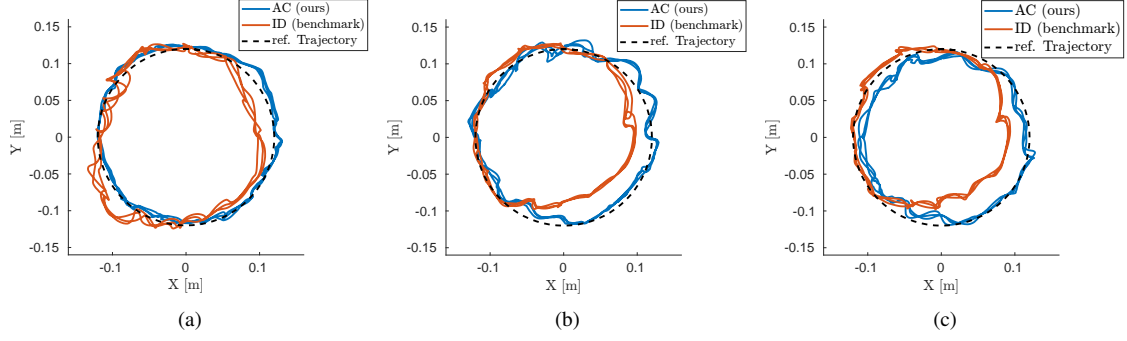 AC (ours)
ID (benchmark)
ref. Trajectory
0.15
0.1
0.05
0
-0.05
-0.1
-0.15
Y [m]
-0.1
0
0.1
X [m]
(a)
AC (ours)
ID (benchmark)
ref. Trajectory
0.15
0.1
0.05
0
-0.05
-0.1
-0.15
Y [m]
-0.1
0
0.1
X [m]
(b)
AC (ours)
ID (benchmark)
ref. Trajectory
0.15
0.1
0.05
0
-0.05
-0.1
-0.15
Y [m]
-0.1
0
0.1
X [m]
(c)